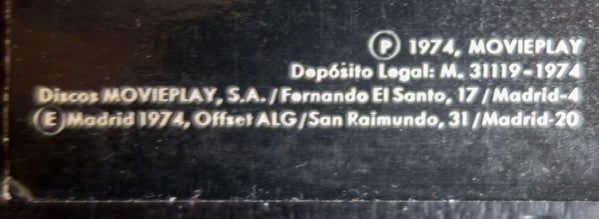 Ⓟ 1974, MOVIEPLAY
Depósito Legal: M. 31119-1974
Discos MOVIEPLAY, S.A./Fernando El Santo, 17/Madrid-4
Ⓔ Madrid 1974, Offset ALG/San Raimundo, 31/Madrid-20